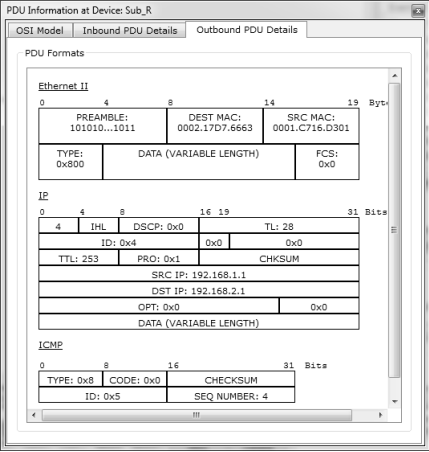 PDU Information at Device: Sub_R
OSI Model Inbound PDU Details Outbound PDU Details
PDU Formats
Ethernet II
0 4 8 14 19 Byte
PREAMBLE: DEST MAC: SRC MAC:
101010...1011 0002.17D7.6663 0001.C716.D301
TYPE: DATA (VARIABLE LENGTH) FCS:
0x800 0x0
IP
0 4 8 16 19 31 Bits
4 IHL DSCP: 0x0 TL: 28
ID: 0x4 0x0 0x0
TTL: 253 PRO: 0x1 CHKSUM
SRC IP: 192.168.1.1
DST IP: 192.168.2.1
OPT: 0x0 0x0
DATA (VARIABLE LENGTH)
ICMP
0 8 16 31 Bits
TYPE: 0x8 CODE: 0x0 CHECKSUM
ID: 0x5 SEQ NUMBER: 4